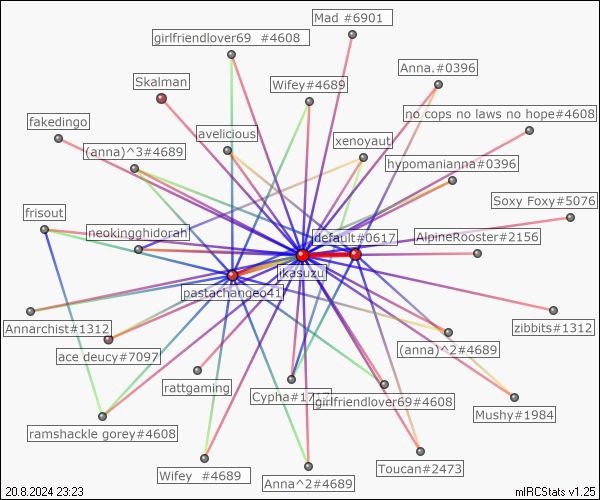 Mad #6901
girlfriendlover69 #4608
Anna.#0396
Skalman
Wifey#4689
no cops no laws no hope#4608
fakedingo
avelicious
xenoyaut
(anna)^3#4689
hypomanianna#0396
Soxy Foxy#5076
frisout
neokingghidorah
default#0617
AlpineRooster#2156
ikasuzu
pastachangeo41
Annarchist#1312
zibbits#1312
ace deucy#7097
(anna)^2#4689
rattgaming
Cypha#17
girlfriendlover69#4608
Mushy#1984
ramshackle gorey#4608
Toucan#2473
Wifey #4689
Anna^2#4689
20.8.2024 23:23
mIRCStats v1.25